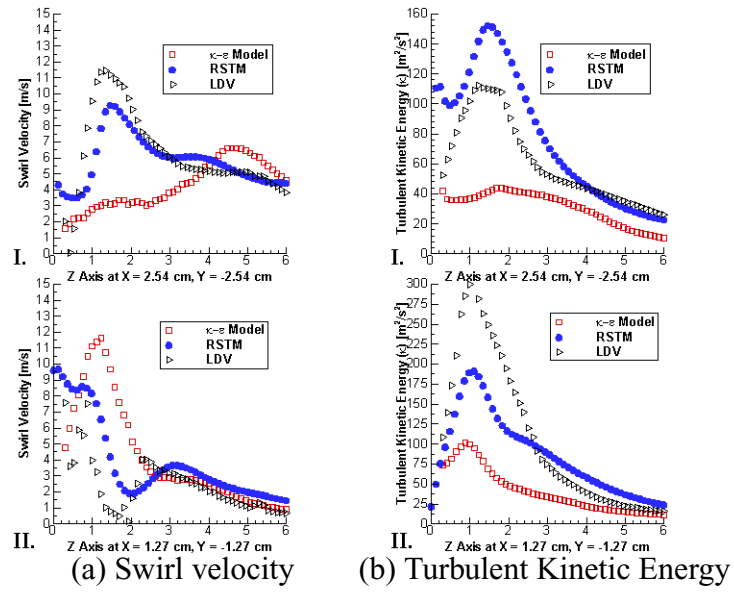 15
14
13
12
11
10
9
8
7
6
5
4
3
2
1
0
Swirl Velocity [m/s]
κ-ε Model
RSTM
LDV
0 1 2 3 4 5 6
Z Axis at X = 2.54 cm, Y = -2.54 cm
I.
160
140
120
100
80
60
40
20
0
Turbulent Kinetic Energy (κ) [m²/s²]
κ-ε Model
RSTM
LDV
0 1 2 3 4 5 6
Z Axis at X = 2.54 cm, Y = -2.54 cm
I.
15
14
13
12
11
10
9
8
7
6
5
4
3
2
1
0
Swirl Velocity [m/s]
κ-ε Model
RSTM
LDV
0 1 2 3 4 5 6
Z Axis at X = 1.27 cm, Y = -1.27 cm
II.
300
275
250
225
200
175
150
125
100
75
50
25
0
Turbulent Kinetic Energy (κ) [m²/s²]
κ-ε Model
RSTM
LDV
0 1 2 3 4 5 6
Z Axis at X = 1.27 cm, Y = -1.27 cm
II.
(a) Swirl velocity
(b) Turbulent Kinetic Energy